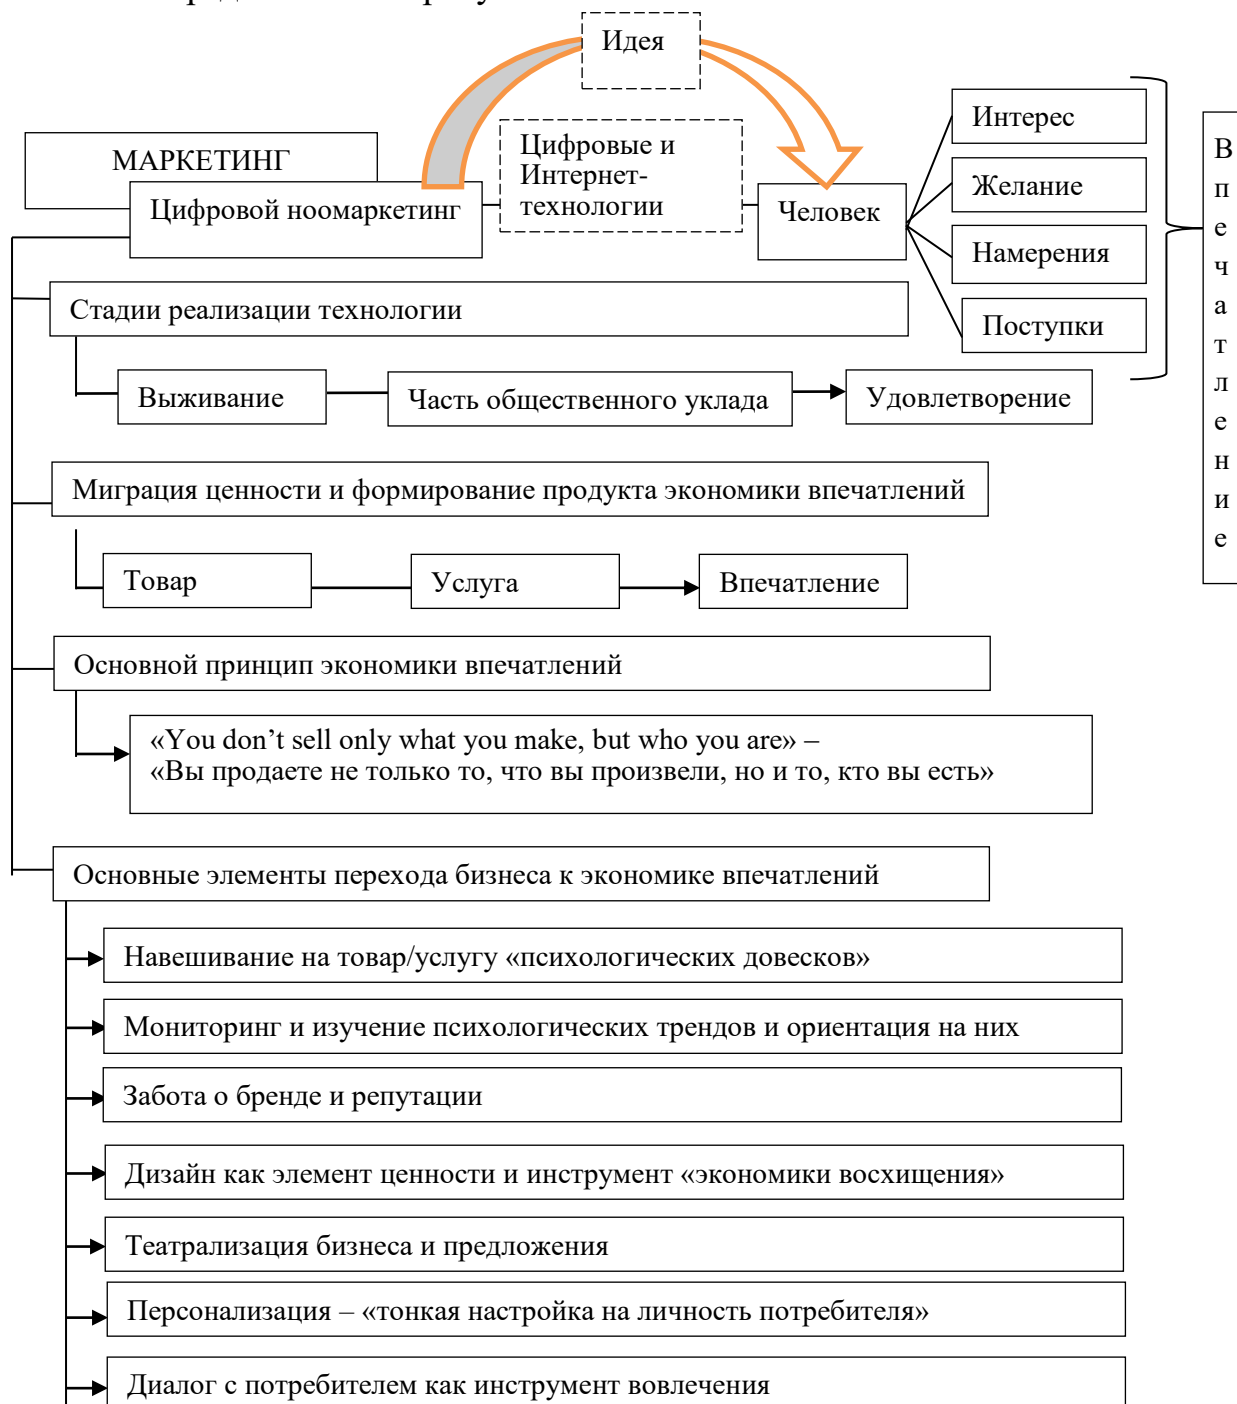 Идея
МАРКЕТИНГ
Цифровой ноомаркетинг
Цифровые и
Интернет-
технологии
Человек
Интерес
Желание
Намерения
Поступки
Впечатление
Стадии реализации технологии
Выживание
Часть общественного уклада
Удовлетворение
Миграция ценности и формирование продукта экономики впечатлений
Товар
Услуга
Впечатление
Основной принцип экономики впечатлений
«You don’t sell only what you make, but who you are» –
«Вы продаете не только то, что вы произвели, но и то, кто вы есть»
Основные элементы перехода бизнеса к экономике впечатлений
Навешивание на товар/услугу «психологических довесков»
Мониторинг и изучение психологических трендов и ориентация на них
Забота о бренде и репутации
Дизайн как элемент ценности и инструмент «экономики восхищения»
Театрализация бизнеса и предложения
Персонализация – «тонкая настройка на личность потребителя»
Диалог с потребителем как инструмент вовлечения